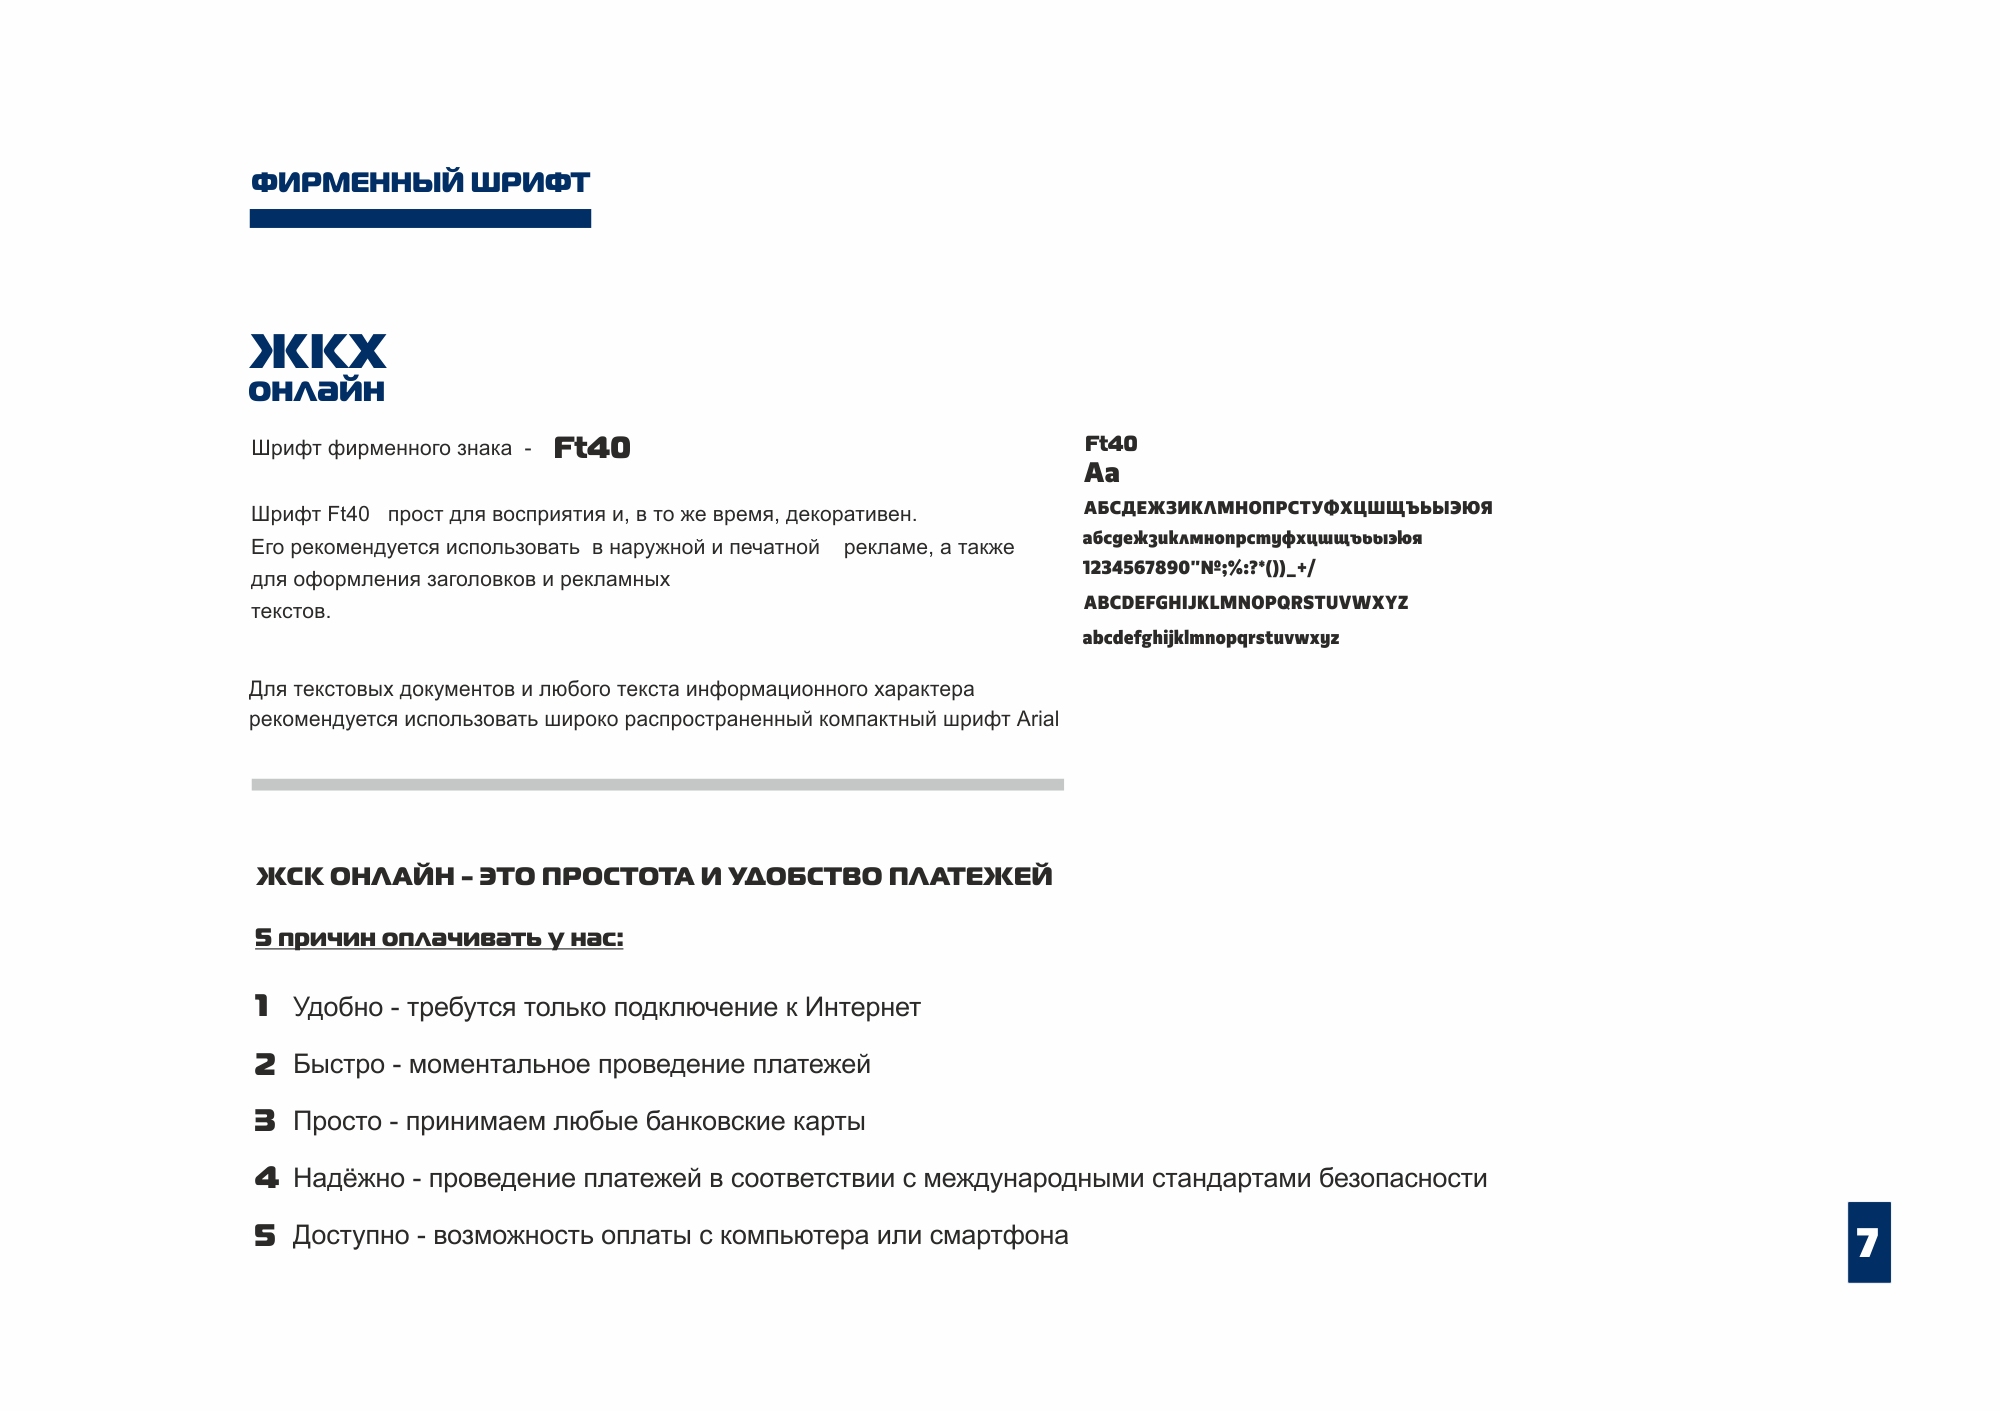 ФИРМЕННЫЙ ШРИФТ
ЖКХ
онлайн
Шрифт фирменного знака - Ft40
Шрифт Ft40 прост для восприятия и, в то же время, декоративен.
Его рекомендуется использовать в наружной и печатной рекламе, а также
для оформления заголовков и рекламных
текстов.
Для текстовых документов и любого текста информационного характера
рекомендуется использовать широко распространенный компактный шрифт Arial
Ft40
Aa
АБСДЕЖЗИКЛМНОПРСТУФХЦШЩЪЬЫЭЮЯ
абсдежзиклмнопрстуфхцшщъьыэюя
1234567890"№;%:?*())_+/
ABCDEFGHIJKLMNOPQRSTUVWXYZ
abcdefghijklmnopqrstuvwxyz
ЖСК ОНЛАЙН - ЭТО ПРОСТОТА И УДОБСТВО ПЛАТЕЖЕЙ
5 причин оплачивать у нас:
1 Удобно - требутся только подключение к Интернет
2 Быстро - моментальное проведение платежей
3 Просто - принимаем любые банковские карты
4 Надёжно - проведение платежей в соответствии с международными стандартами безопасности
5 Доступно - возможность оплаты с компьютера или смартфона
7